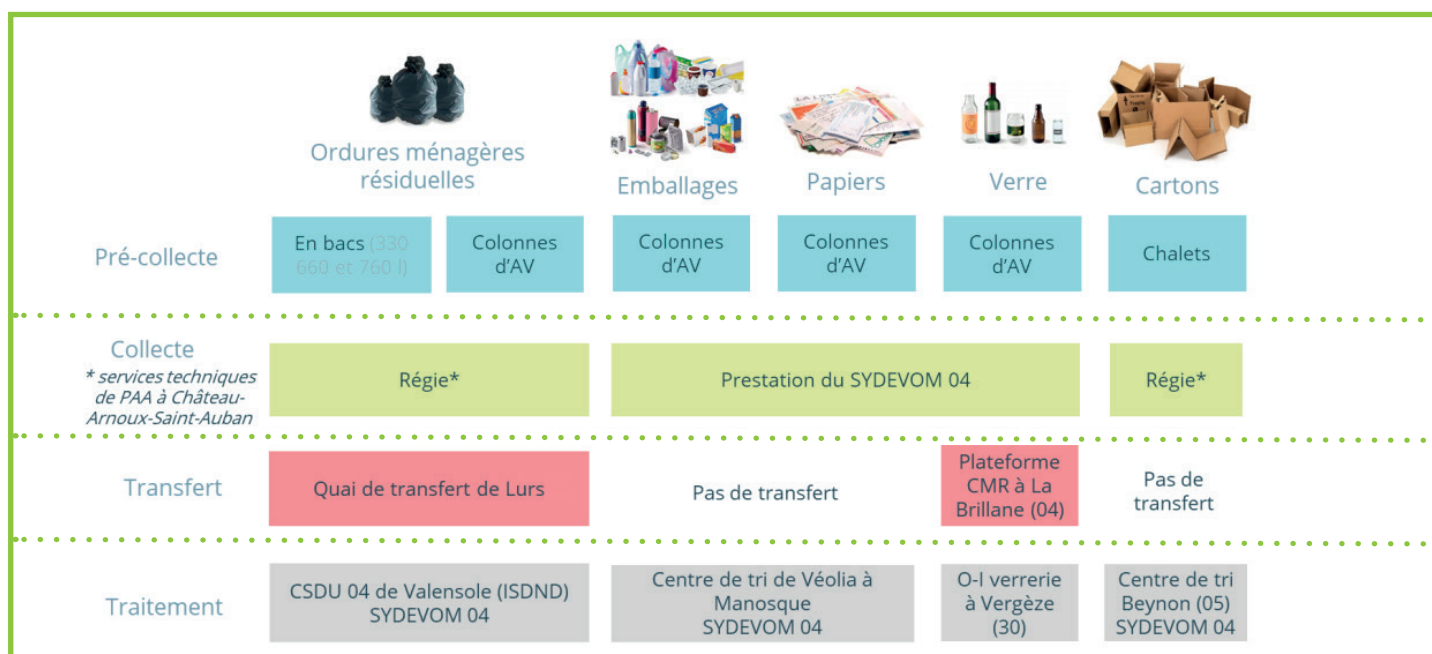 Ordures ménagères
résiduelles
Emballages
Papiers
Verre
Cartons
Pré-collecte
En bacs (330
660 et 760 l)
Colonnes
d'AV
Colonnes
d'AV
Colonnes
d'AV
Colonnes
d'AV
Chalets
Collecte
* services techniques
de PAA à Château-
Arnoux-Saint-Auban
Régie*
Prestation du SYDEVOM 04
Régie*
Transfert
Quai de transfert de Lurs
Pas de transfert
Plateforme
CMR à La
Brillane (04)
Pas de
transfert
Traitement
CSDU 04 de Valensole (ISDND)
SYDEVOM 04
Centre de tri de Véolia à
Manosque
SYDEVOM 04
O-I verrerie
à Vergèze
(30)
Centre de tri
Beynon (05)
SYDEVOM 04